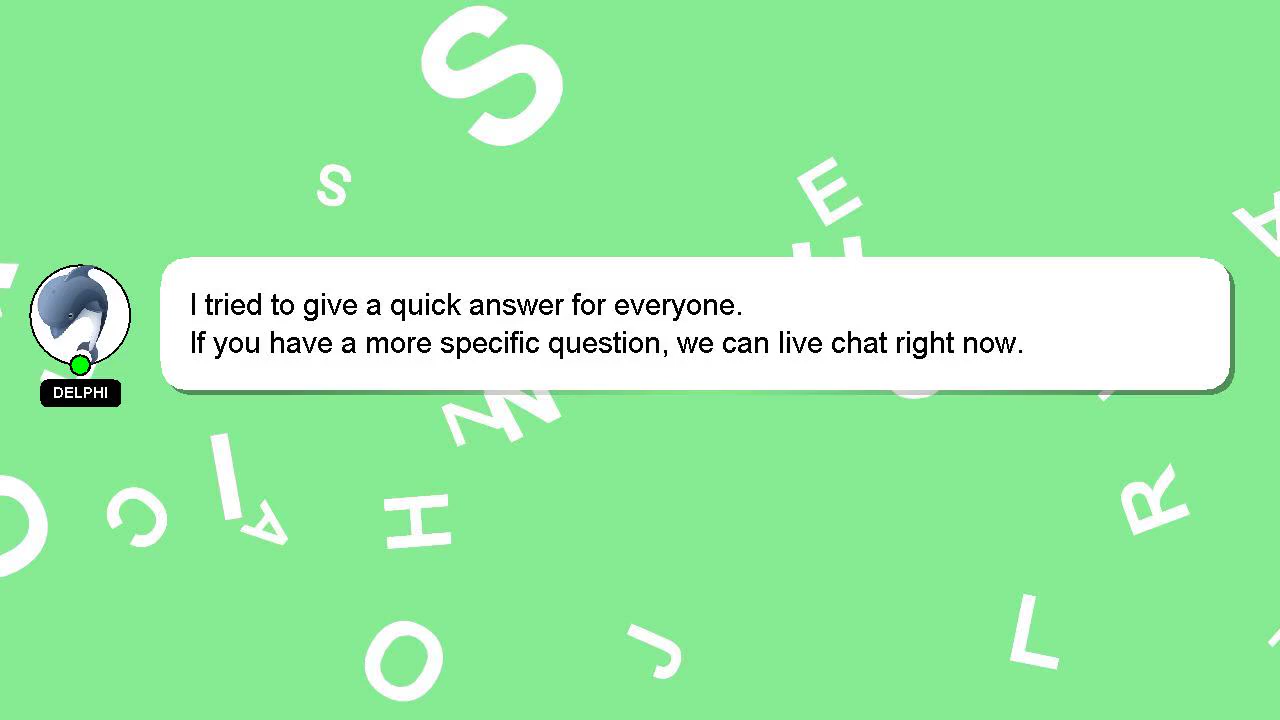 S
S
E
A
I tried to give a quick answer for everyone.
If you have a more specific question, we can live chat right now.
DELPHI
Z
I
C
A
H
R
O
J
L